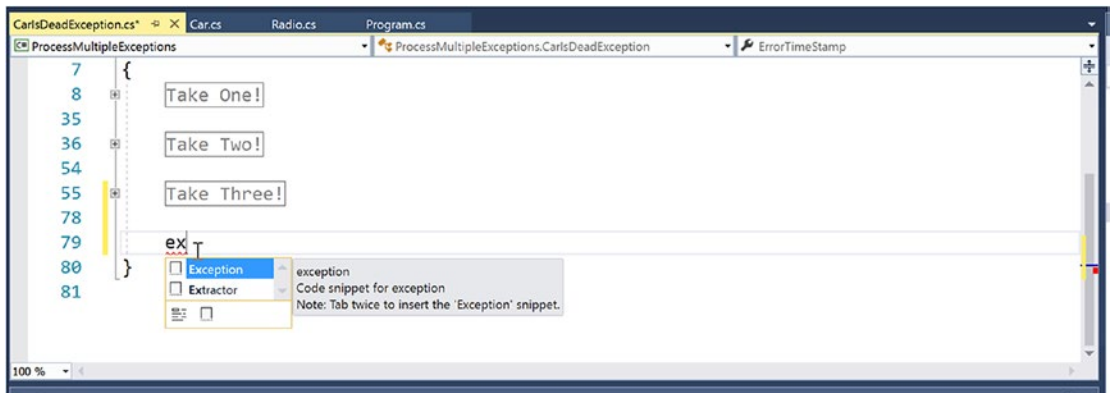 CarIsDeadException.cs* Car.cs Radio.cs Program.cs
ProcessMultipleExceptions ProcessMultipleExceptions.CarIsDeadException ErrorTimeStamp
7 {
8 Take One!
35
36 Take Two!
54
55 Take Three!
78
79 ex
80 }
81
Exception
Extractor
exception
Code snippet for exception
Note: Tab twice to insert the 'Exception' snippet.
100 %